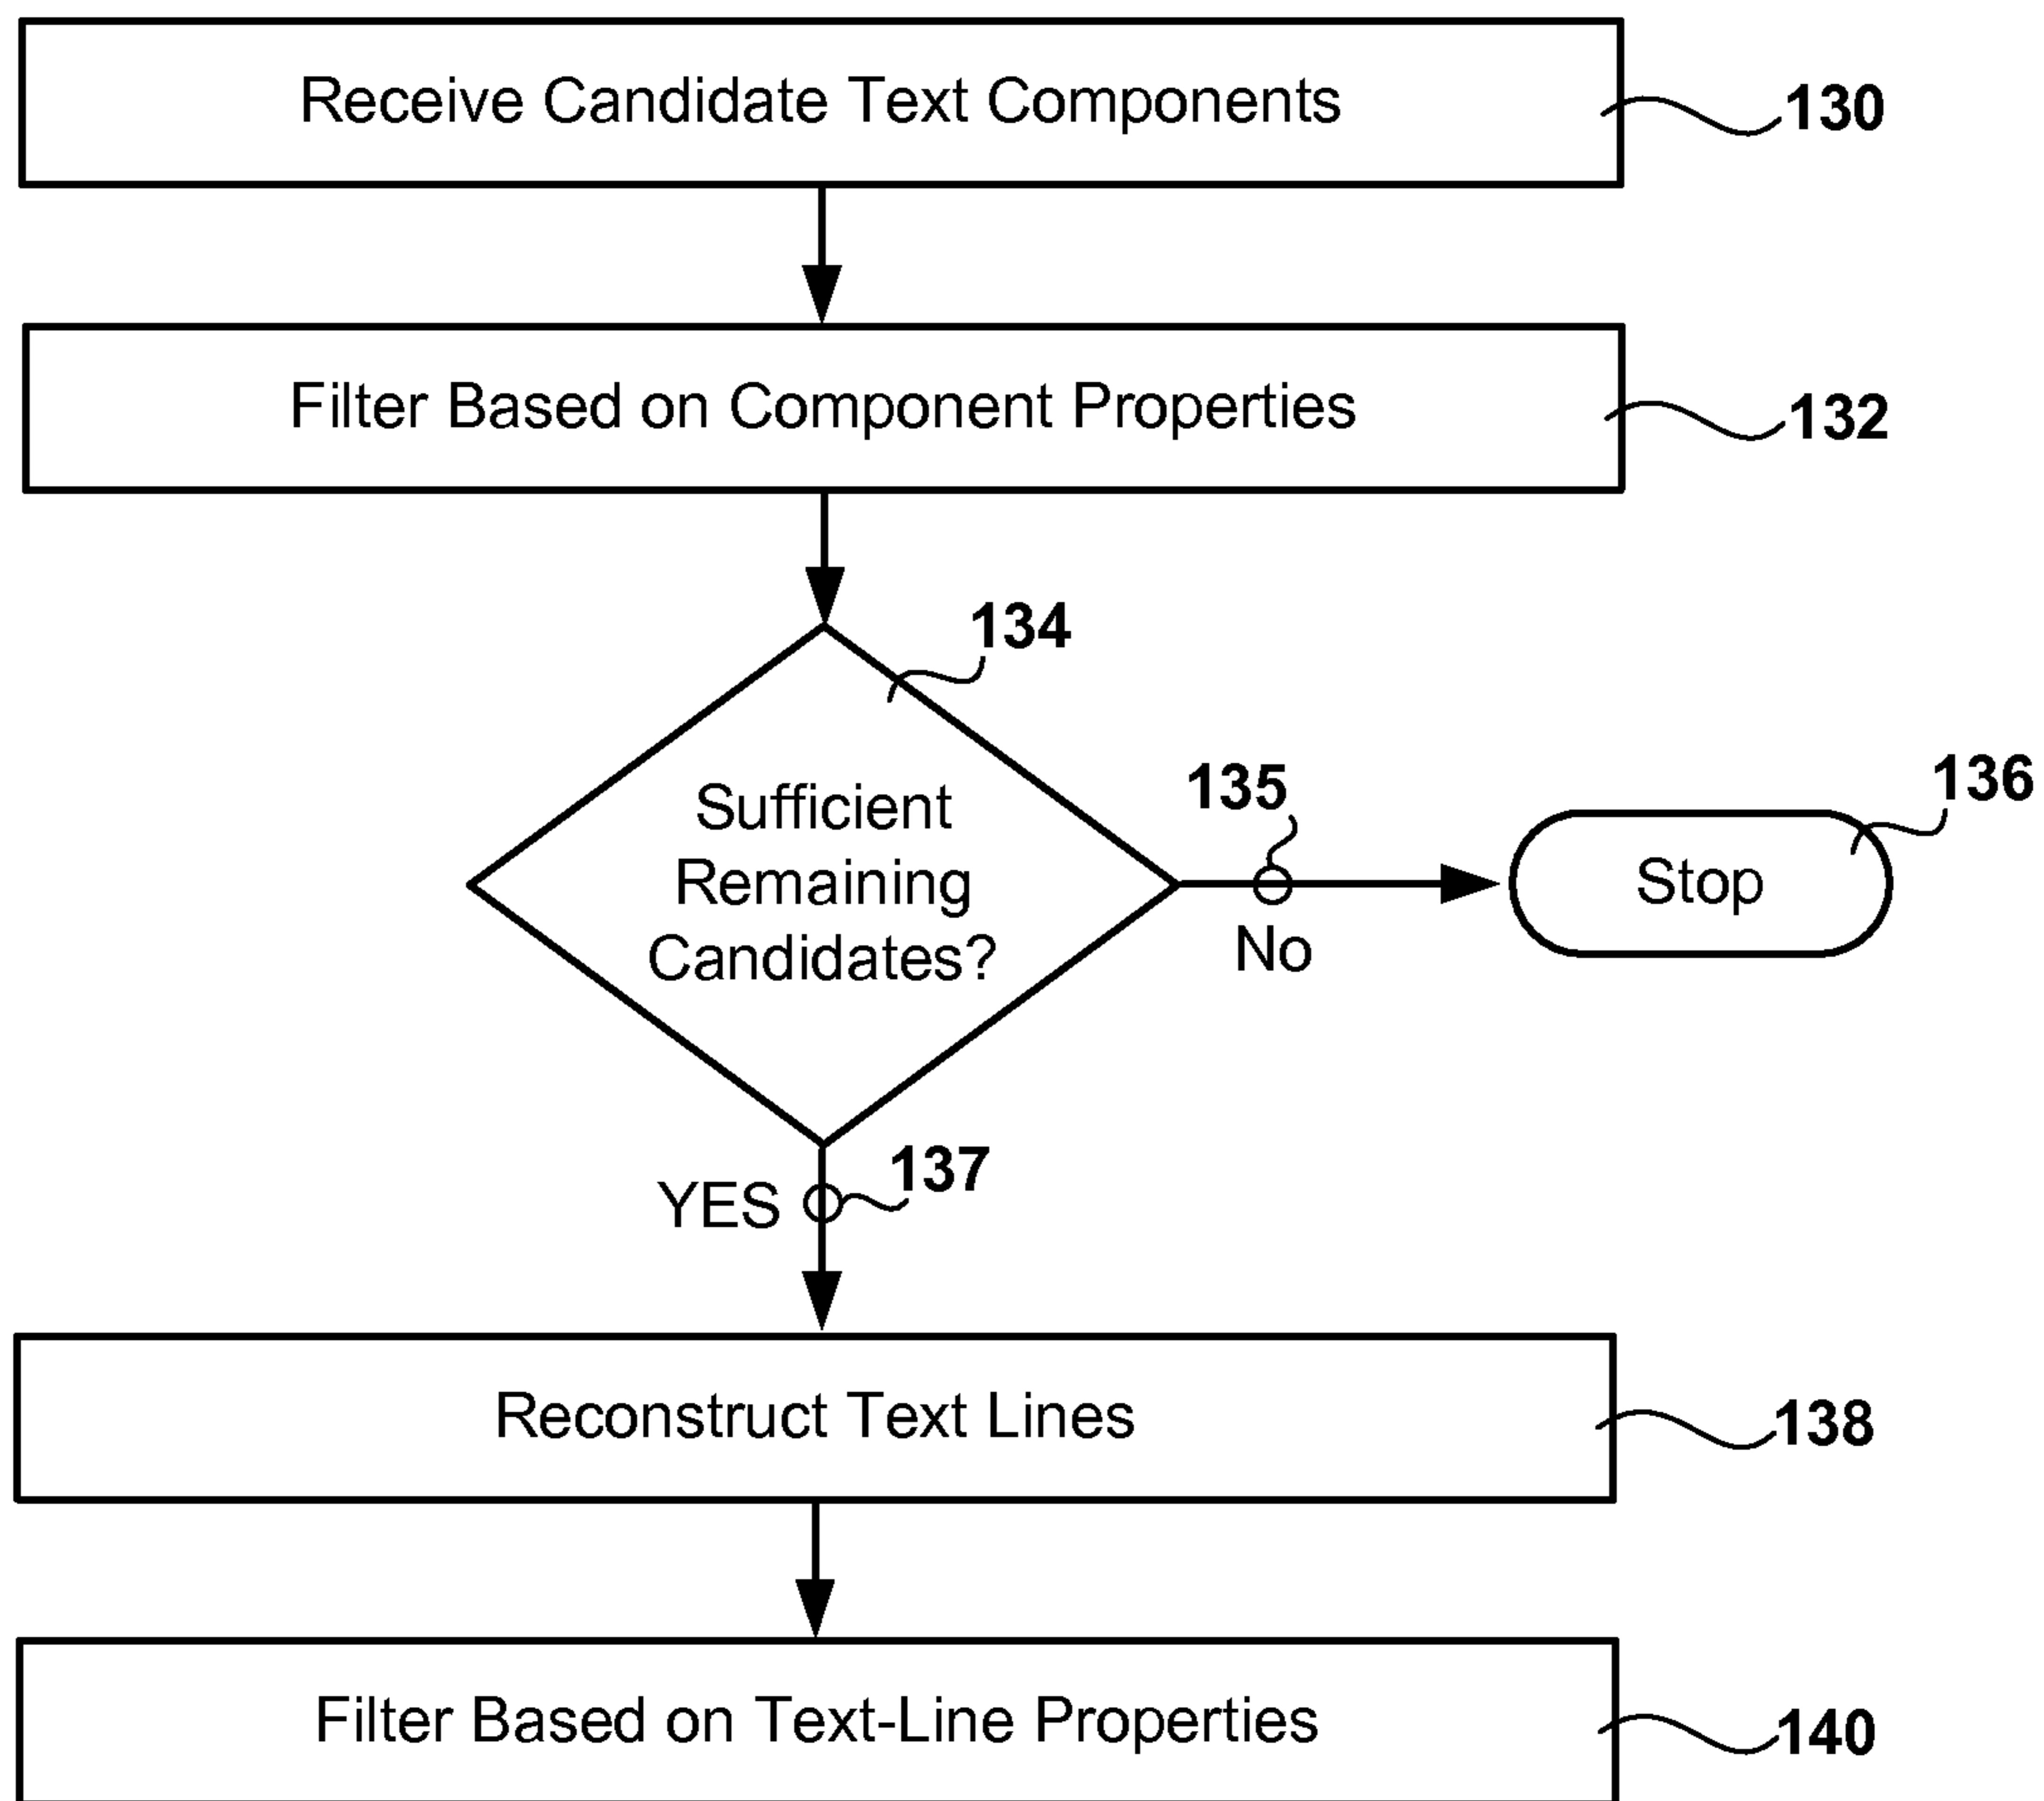 Receive Candidate Text Components
130
Filter Based on Component Properties
132
134
Sufficient
Remaining
Candidates?
135
No
136
Stop
YES
137
Reconstruct Text Lines
138
Filter Based on Text-Line Properties
140